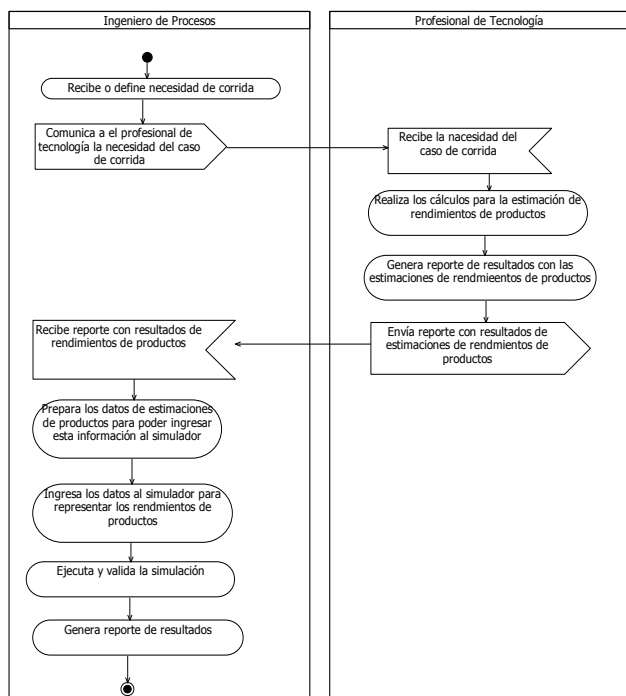 Ingeniero de Procesos
Profesional de Tecnología
Recibe o define necesidad de corrida
Comunica a el profesional de
tecnología la necesidad del caso
de corrida
Recibe la nacesidad del
caso de corrida
Realiza los cálculos para la estimación de
rendimientos de productos
Genera reporte de resultados con las
estimaciones de rendmieentos de productos
Envía reporte con resultados de
estimaciones de rendmientos de
productos
Recibe reporte con resultados de
rendimientos de productos
Prepara los datos de estimaciones
de productos para poder ingresar
esta información al simulador
Ingresa los datos al simulador para
representar los rendmientos de
productos
Ejecuta y valida la simulación
Genera reporte de resultados